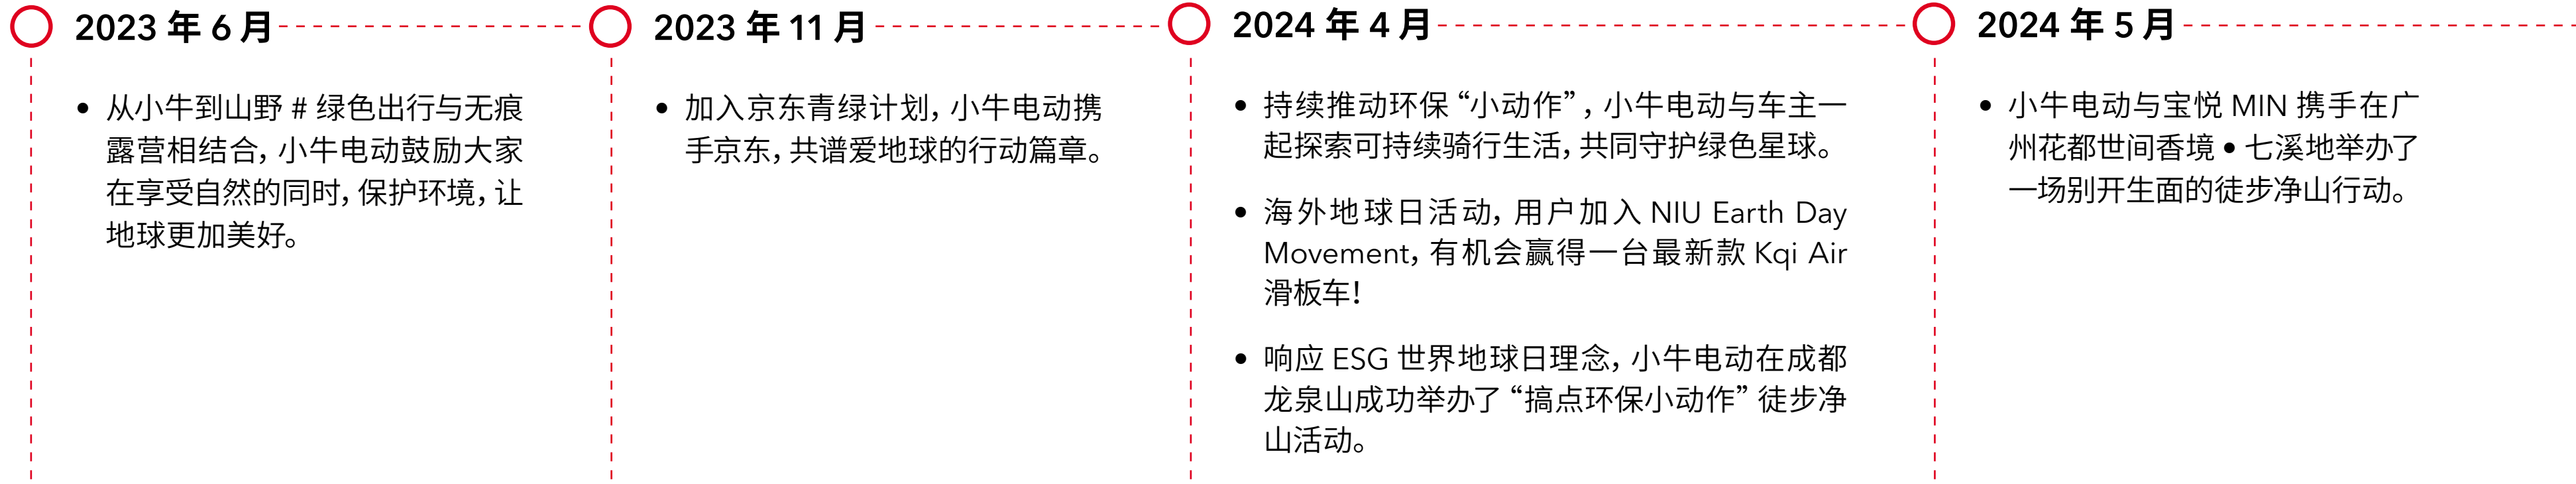 2023 年 6 月
• 从小牛到山野 # 绿色出行与无痕
露营相结合，小牛电动鼓励大家
在享受自然的同时，保护环境，让
地球更加美好。
2023 年 11 月
• 加入京东青绿计划，小牛电动携
手京东，共谱爱地球的行动篇章。
2024 年 4 月
• 持续推动环保“小动作”，小牛电动与车主一
起探索可持续骑行生活，共同守护绿色星球。
• 海外地球日活动，用户加入 NIU Earth Day
Movement，有机会赢得一台最新款 Kqi Air
滑板车！
• 响应 ESG 世界地球日理念，小牛电动在成都
龙泉山成功举办了“搞点环保小动作”徒步净
山活动。
2024 年 5 月
• 小牛电动与宝悦 MIN 携手在广
州花都世间香境 • 七溪地举办了
一场别开生面的徒步净山行动。